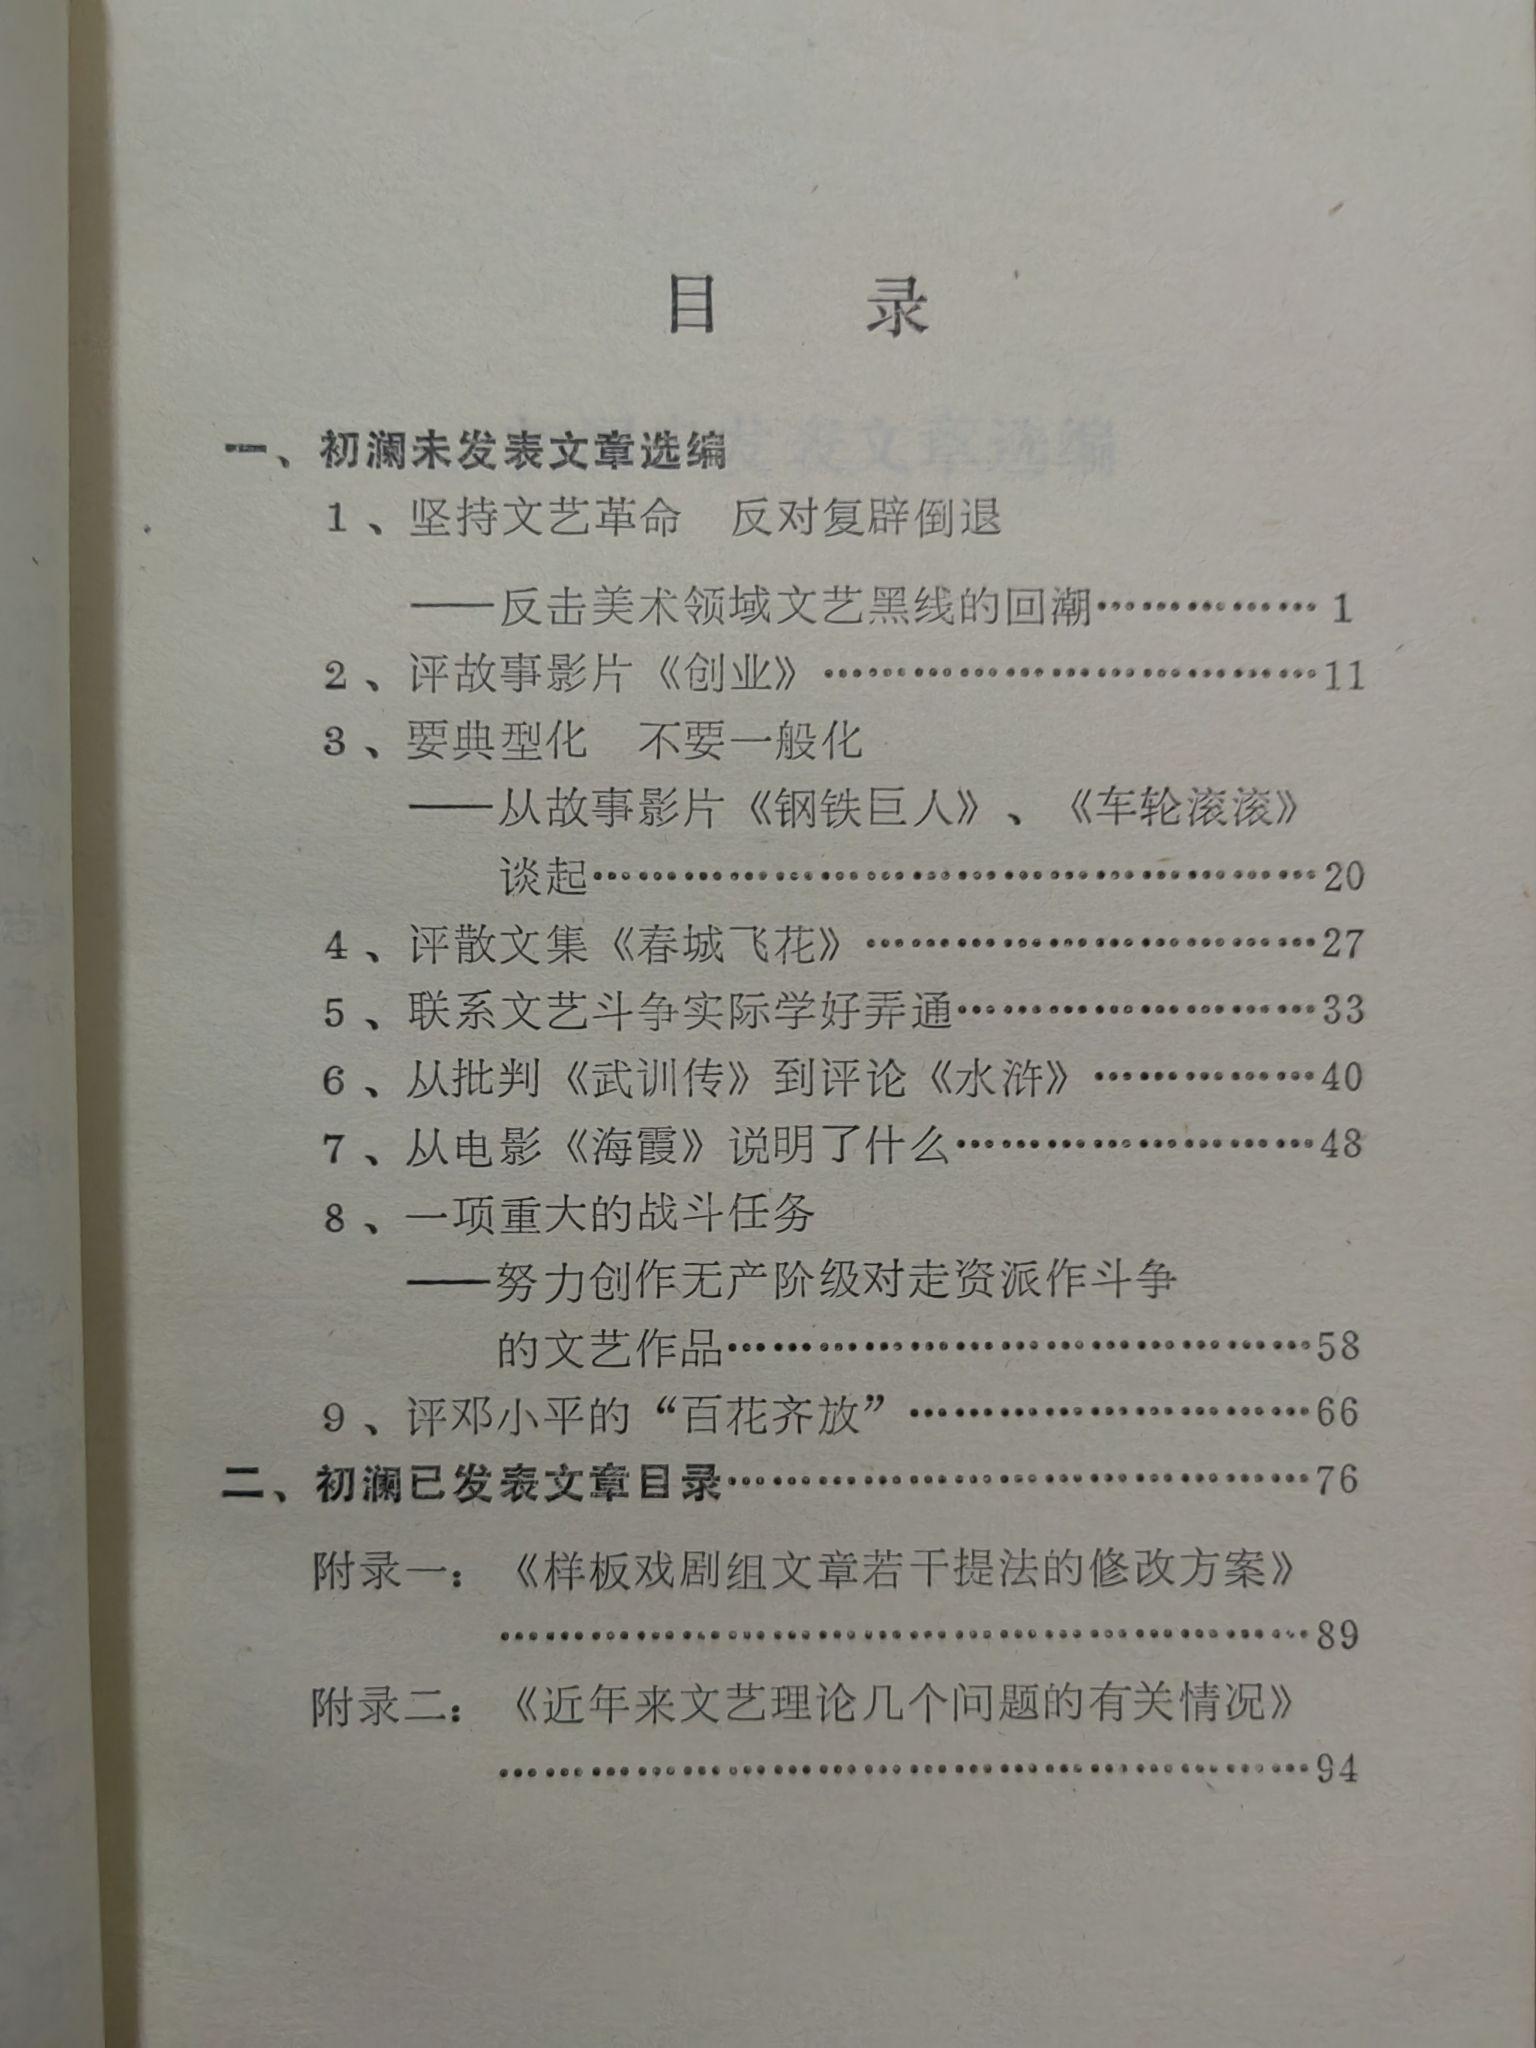 目 录
一、初澜未发表文章选编
1、坚持文艺革命 反对复辟倒退
——反击美术领域文艺黑线的回潮……………1
2、评故事影片《创业》……………11
3、要典型化 不要一般化
——从故事影片《钢铁巨人》、《车轮滚滚》
谈起……………20
4、评散文集《春城飞花》……………27
5、联系文艺斗争实际学好弄通……………33
6、从批判《武训传》到评论《水浒》……………40
7、从电影《海霞》说明了什么……………48
8、一项重大的战斗任务
——努力创作无产阶级对走资派作斗争
的文艺作品……………58
9、评邓小平的“百花齐放”……………66
二、初澜已发表文章目录……………76
附录一：《样板戏剧组文章若干提法的修改方案》
……………89
附录二：《近年来文艺理论几个问题的有关情况》
……………94